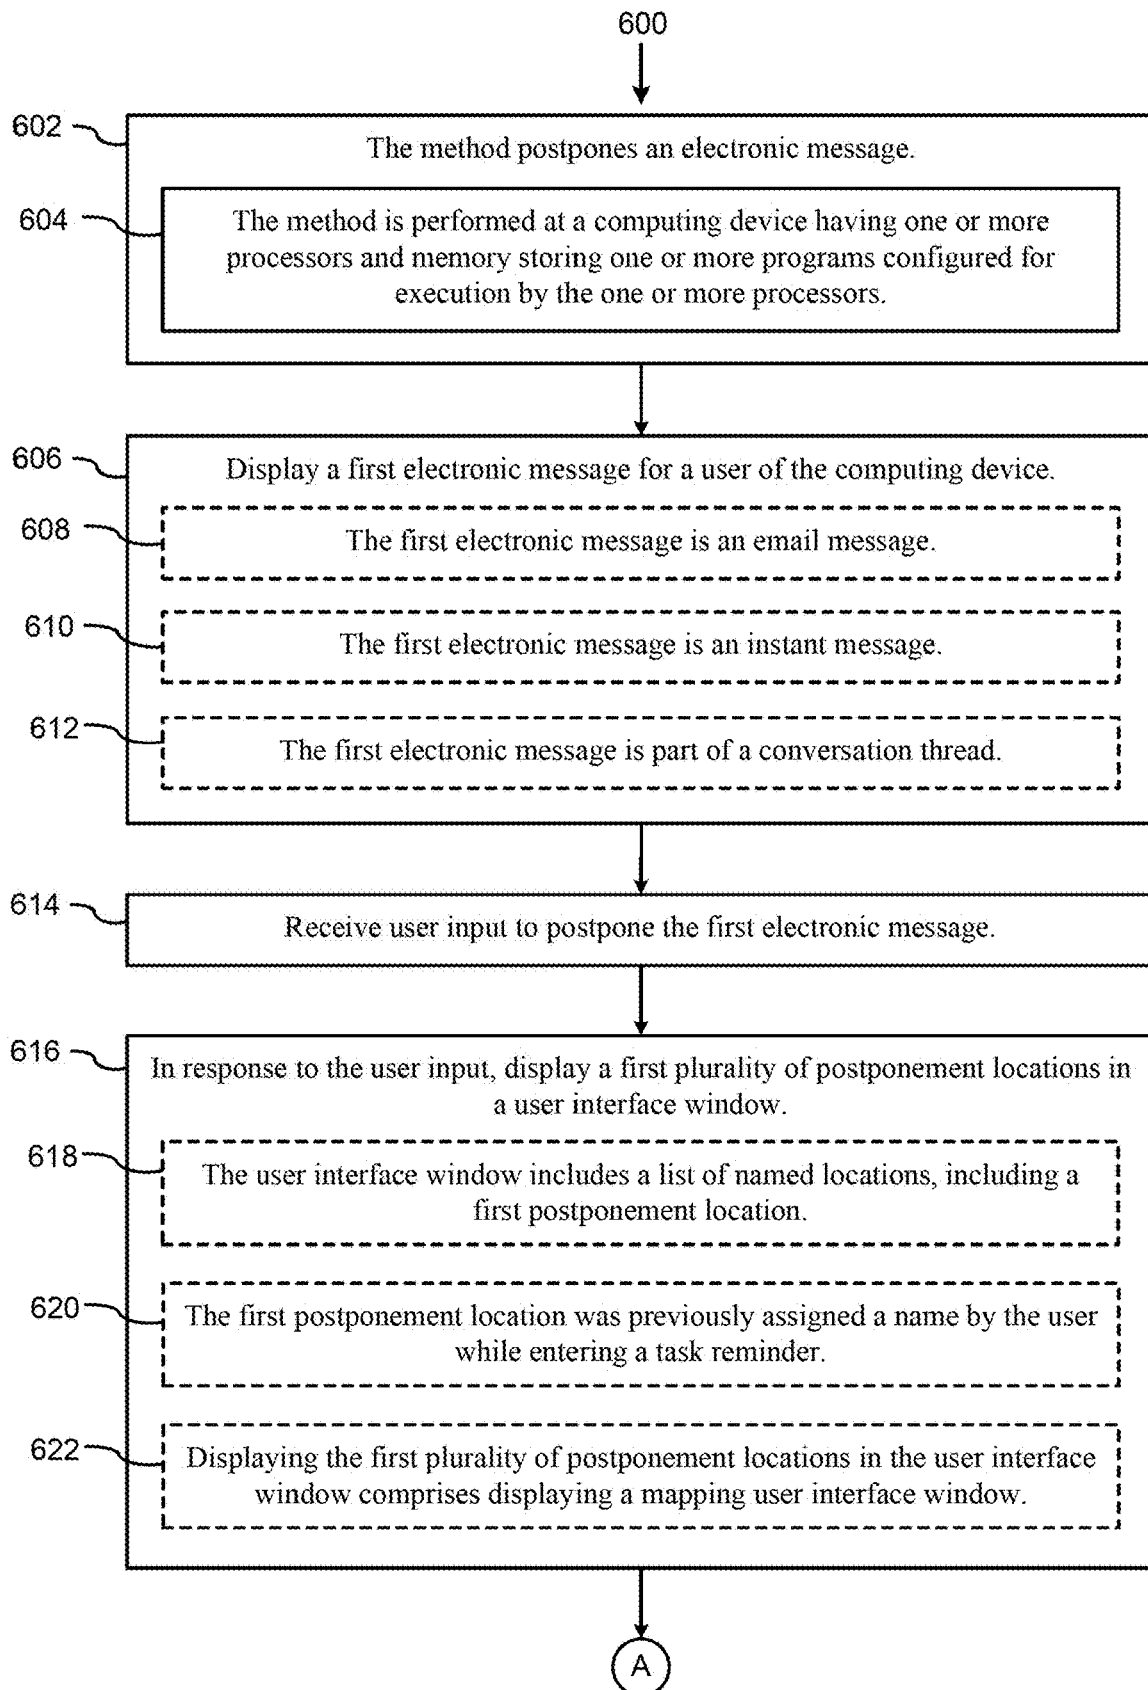 600
602
The method postpones an electronic message.
604
The method is performed at a computing device having one or more
processors and memory storing one or more programs configured for
execution by the one or more processors.
606
Display a first electronic message for a user of the computing device.
608
The first electronic message is an email message.
610
The first electronic message is an instant message.
612
The first electronic message is part of a conversation thread.
614
Receive user input to postpone the first electronic message.
616
In response to the user input, display a first plurality of postponement locations in
a user interface window.
618
The user interface window includes a list of named locations, including a
first postponement location.
620
The first postponement location was previously assigned a name by the user
while entering a task reminder.
622
Displaying the first plurality of postponement locations in the user interface
window comprises displaying a mapping user interface window.
A